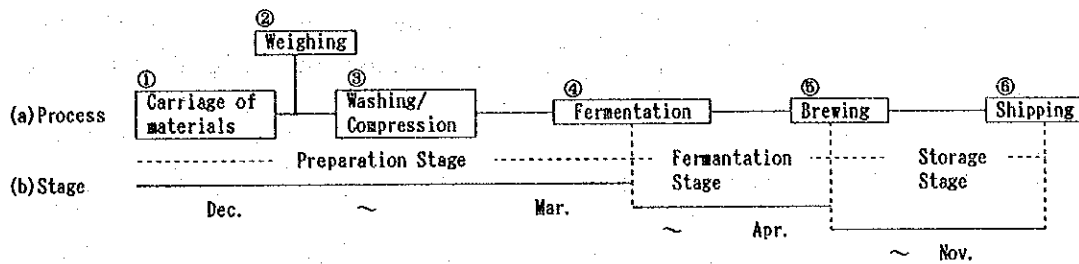 ②
Weighing
①
③
④
⑤
⑥
(a)Process
Carriage of
materials
Washing/
Compression
Fermentation
Brewing
Shipping
Preparation Stage
Fermantation
Stage
Storage
Stage
(b)Stage
Dec. ~ Mar.
~ Apr.
~ Nov.